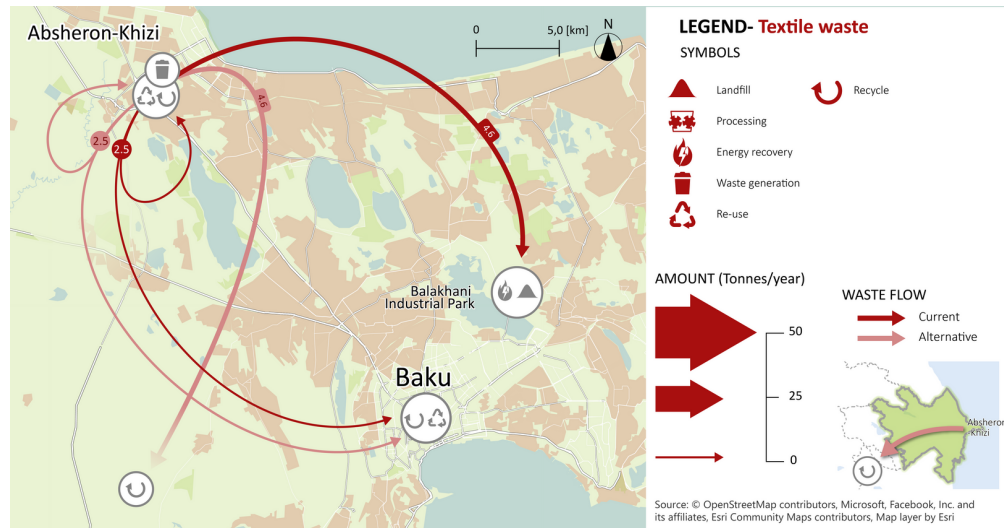 Absheron-Khizi
0
5,0 [km]
N
4.6
4.6
2.5
2.5
Balakhani
Industrial Park
Baku
LEGEND- Textile waste
SYMBOLS
Landfill
Recycle
Processing
Energy recovery
Waste generation
Re-use
AMOUNT (Tonnes/year)
50
25
0
WASTE FLOW
Current
Alternative
Absheron
-Khizi
Source: © OpenStreetMap contributors, Microsoft, Facebook, Inc. and
its affiliates, Esri Community Maps contributors, Map layer by Esri